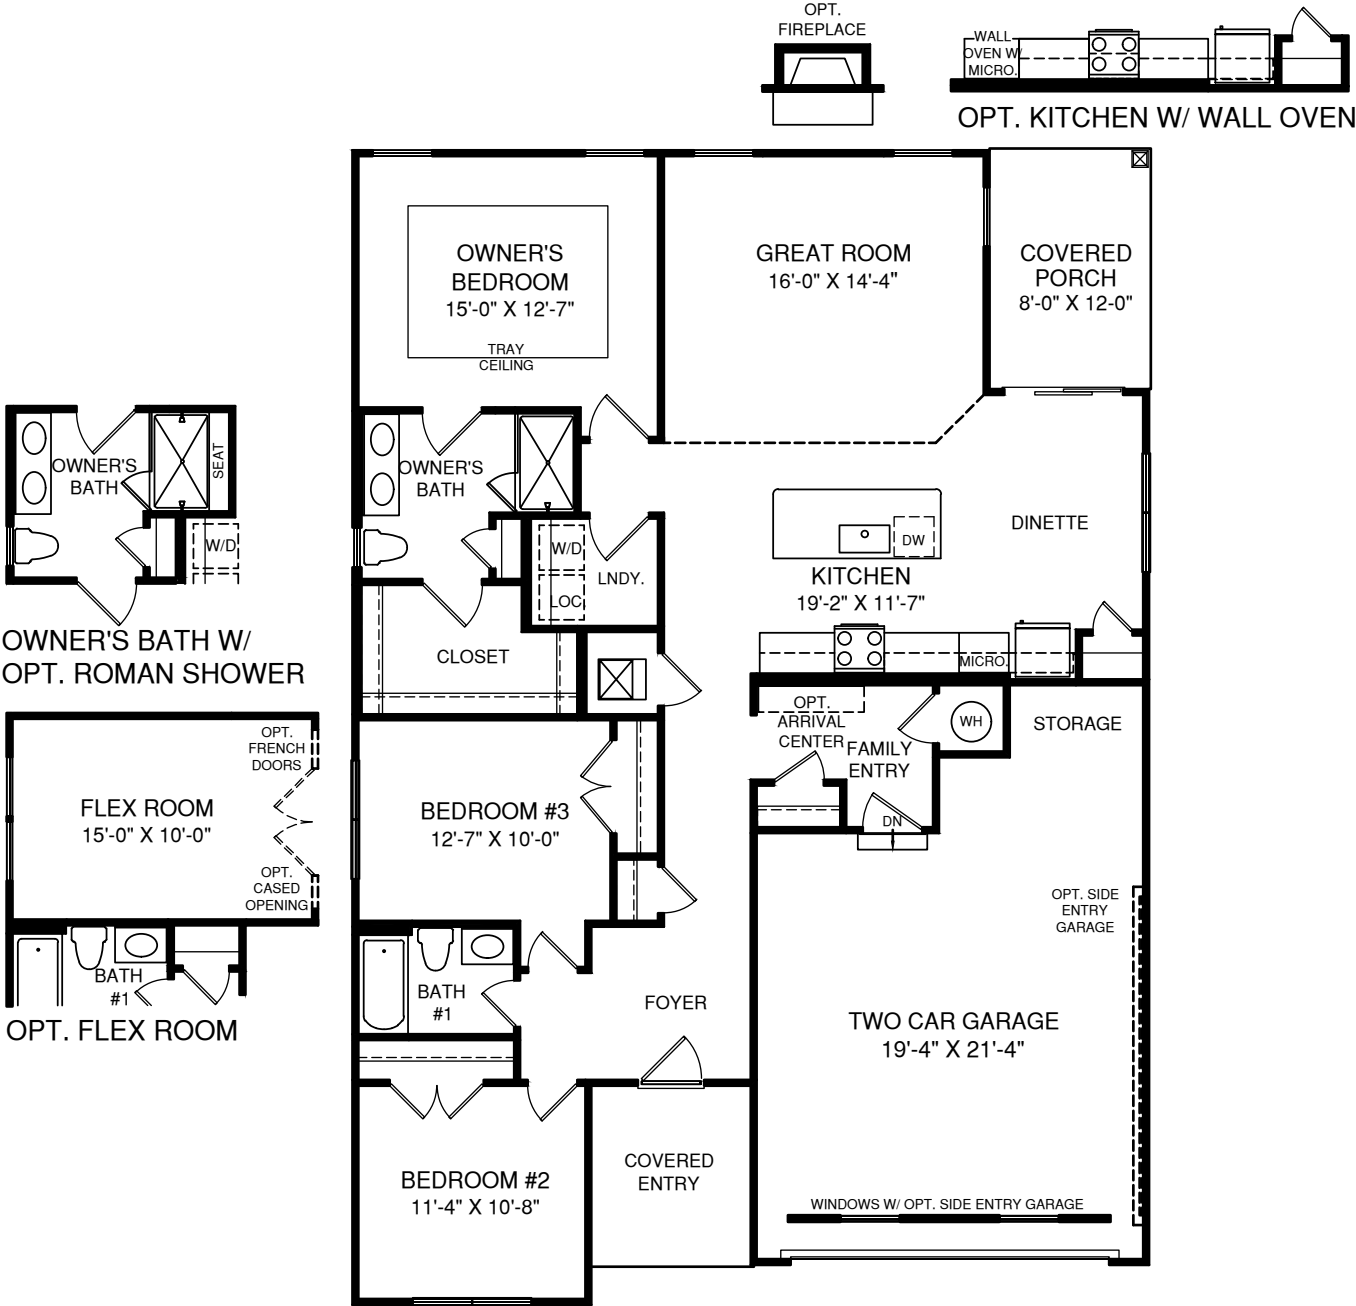 OPT.
FIREPLACE
WALL
OVEN W/
MICRO.
OPT. KITCHEN W/ WALL OVEN
OWNER'S
BEDROOM
15'-0" X 12'-7"
TRAY
CEILING
GREAT ROOM
16'-0" X 14'-4"
COVERED
PORCH
8'-0" X 12-0"
OWNER'S
BATH
SEAT
W/D
OWNER'S BATH W/
OPT. ROMAN SHOWER
OWNER'S
BATH
W/D
LOC.
LNDY.
CLOSET
DW
KITCHEN
19'-2" X 11'-7"
DINETTE
MICRO.
OPT.
FRENCH
DOORS
FLEX ROOM
15'-0" X 10'-0"
OPT.
CASED
OPENING
BATH
#1
OPT. FLEX ROOM
BEDROOM #3
12'-7" X 10'-0"
OPT.
ARRIVAL
CENTER
FAMILY
ENTRY
WH
STORAGE
DN
BATH
#1
FOYER
OPT. SIDE
ENTRY
GARAGE
TWO CAR GARAGE
19'-4" X 21'-4"
BEDROOM #2
11'-4" X 10'-8"
COVERED
ENTRY
WINDOWS W/ OPT. SIDE ENTRY GARAGE